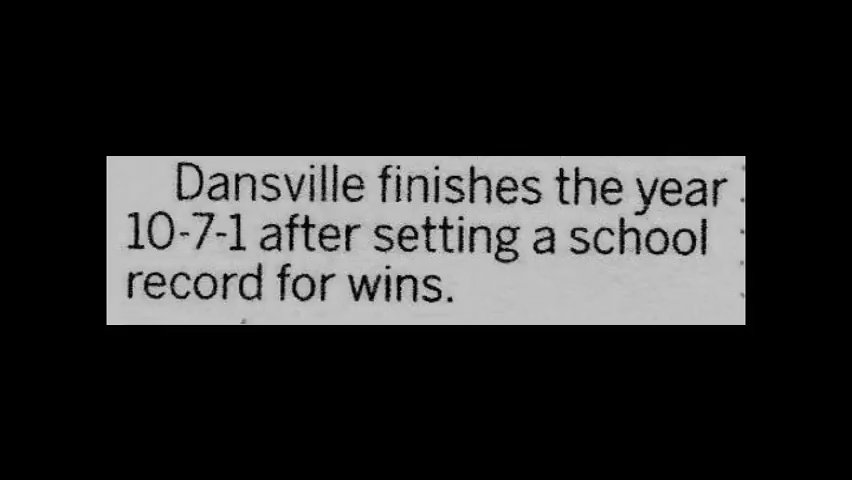 Dansville finishes the year
10-7-1 after setting a school
record for wins.